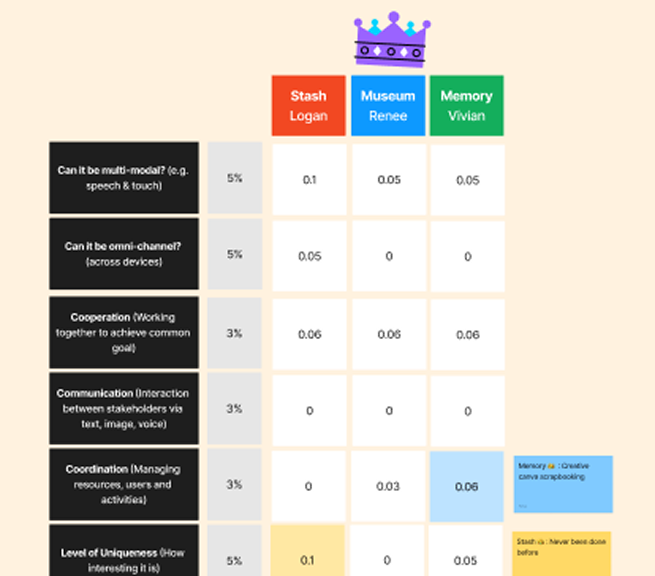 Stash
Logan
Museum
Renee
Memory
Vivian
Can it be multi-modal? (e.g.
speech & touch)
5%
0.1
0.05
0.05
Can it be omni-channel?
(across devices)
5%
0.05
0
0
Cooperation (Working
together to achieve common
goal)
3%
0.06
0.06
0.06
Communication (Interaction
between stakeholders via
text, image, voice)
3%
0
0
0
Coordination (Managing
resources, users and
activities)
3%
0
0.03
0.06
Memory : Creative
canva scrapbooking
Level of Uniqueness (How
interesting it is)
5%
0.1
0
0.05
Stash : Never been done
before